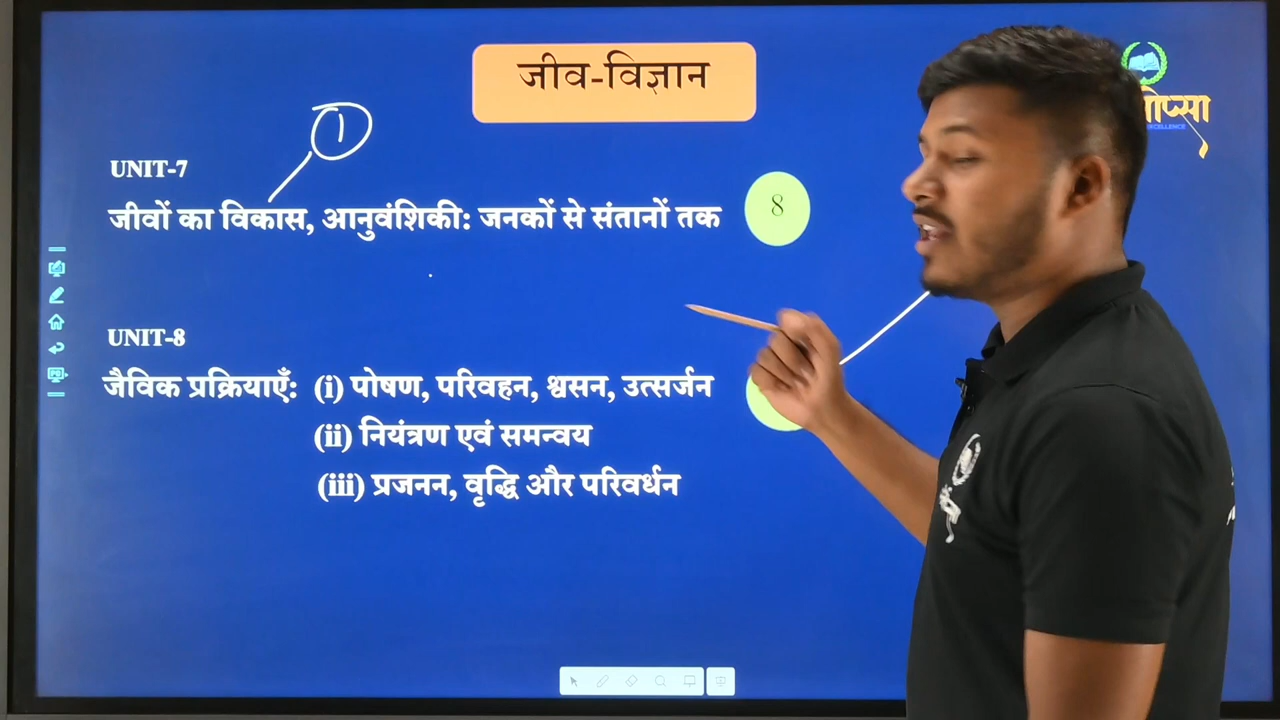 जीव-विज्ञान
1
UNIT-7
जीवों का विकास, आनुवंशिकी: जनकों से संतानों तक
8
UNIT-8
जैविक प्रक्रियाएँ: (i) पोषण, परिवहन, श्वसन, उत्सर्जन
(ii) नियंत्रण एवं समन्वय
(iii) प्रजनन, वृद्धि और परिवर्धन